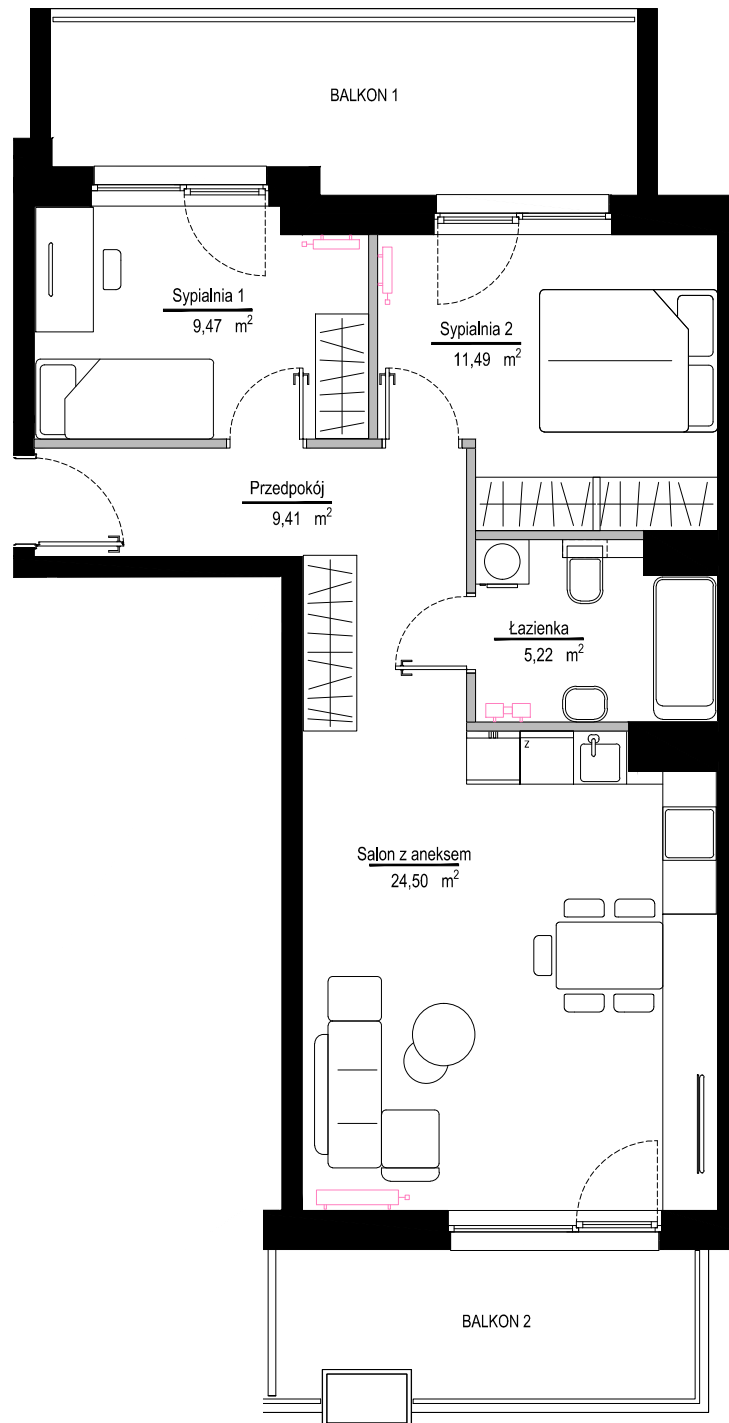 BALKON 1
Sypialnia 1
9,47 m²
Sypialnia 2
11,49 m²
Przedpokój
9,41 m²
Łazienka
5,22 m²
z
Salon z aneksem
24,50 m²
BALKON 2